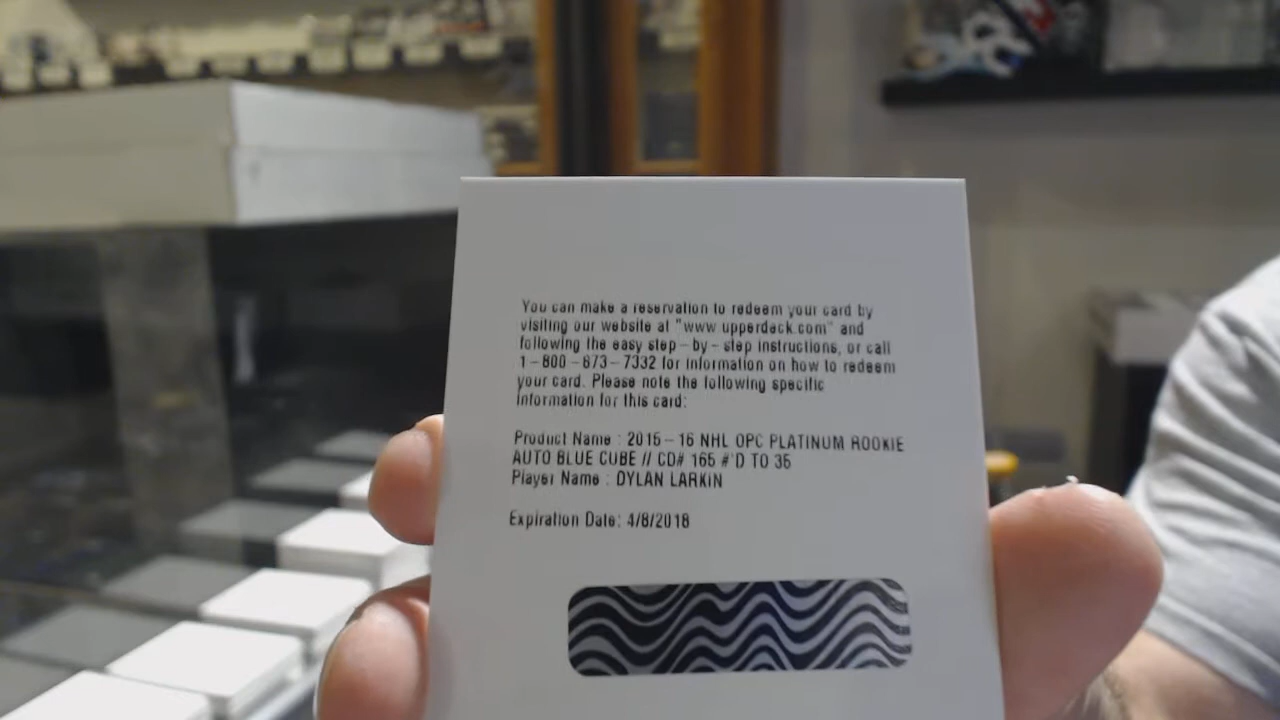 You can make a reservation to redeem your card by
visiting our website at "www upperdeck.com" and
following the easy step-by-step instructions, or call
1-800-873-7332 for information on how to redeem
your card. Please note the following specific
information for this card:
Product Name : 2015-16 NHL OPC PLATINUM ROOKIE
AUTO BLUE CUBE // CD# 165 #'D TO 35
Player Name : DYLAN LARKIN
Expiration Date: 4/8/2018